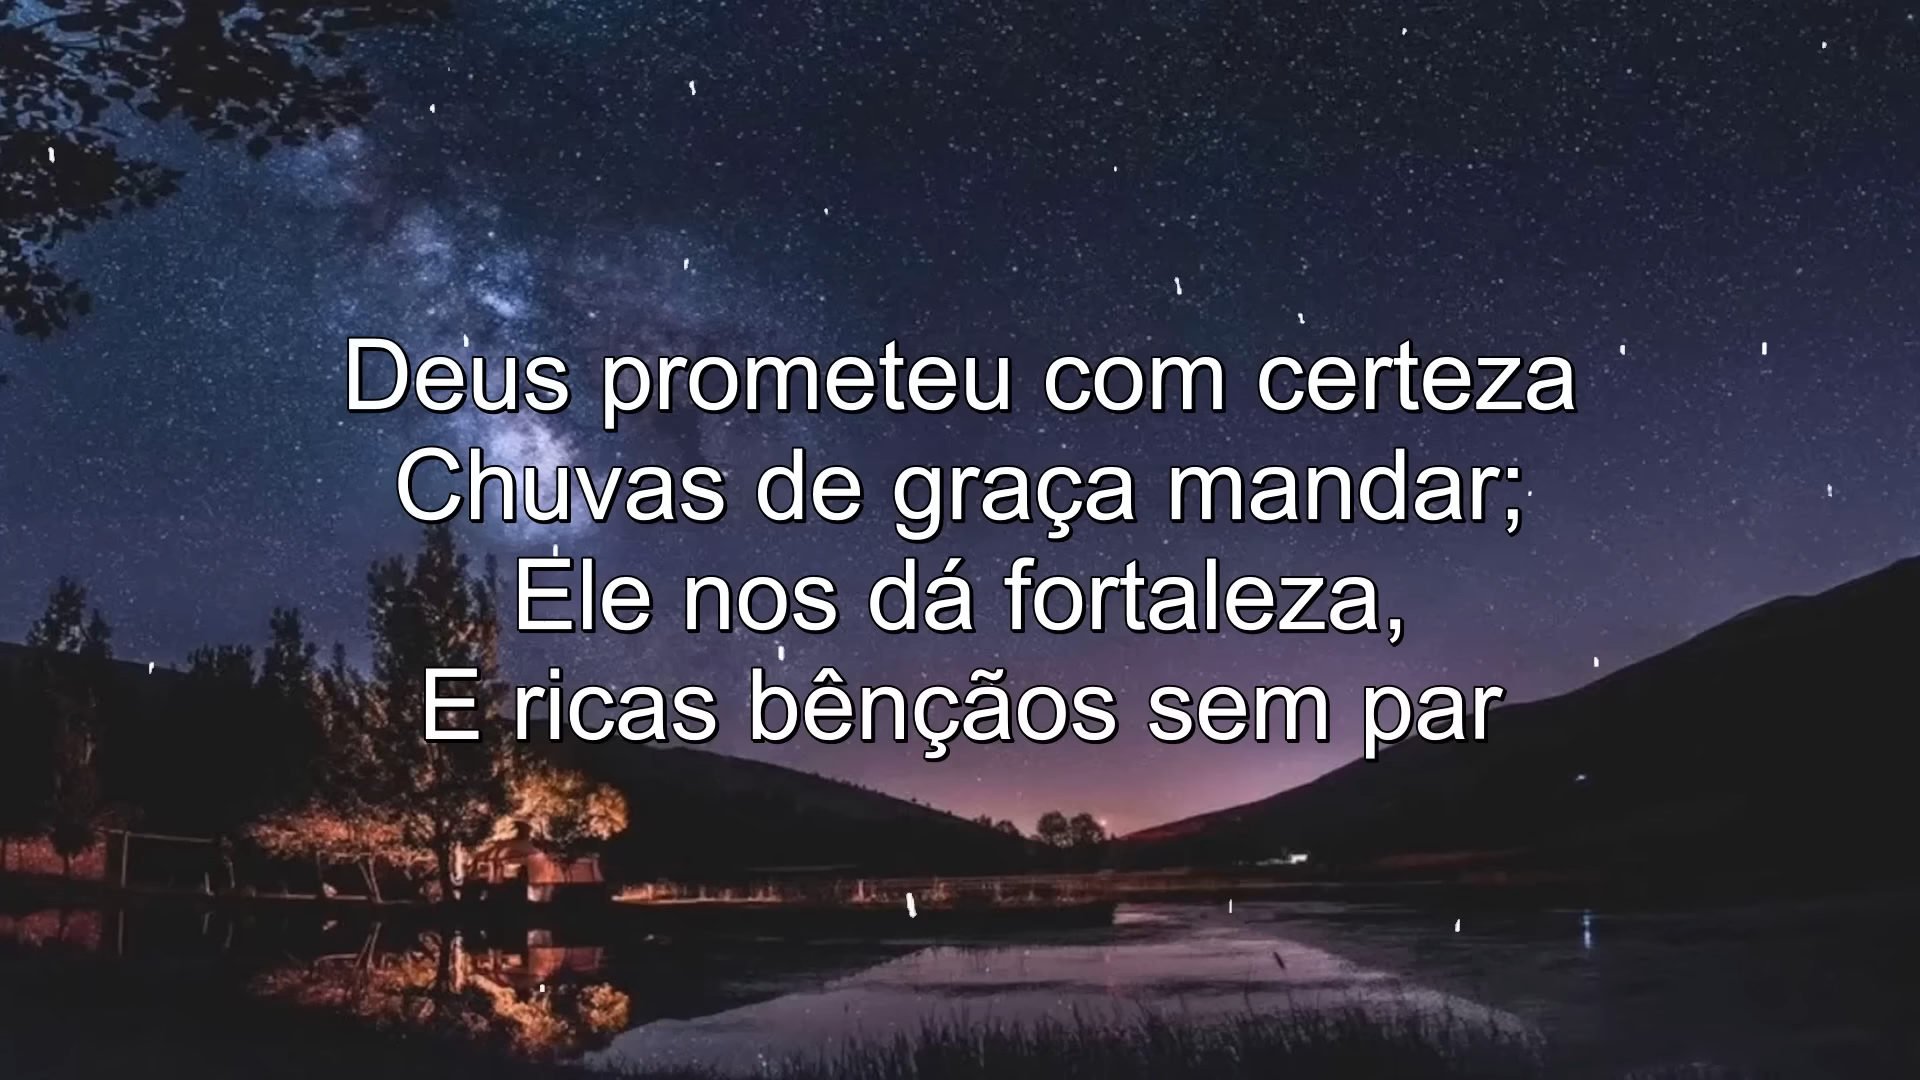 Deus prometeu com certeza
Chuvas de graça mandar;
Ele nos dá fortaleza,
E ricas bênçãos sem par